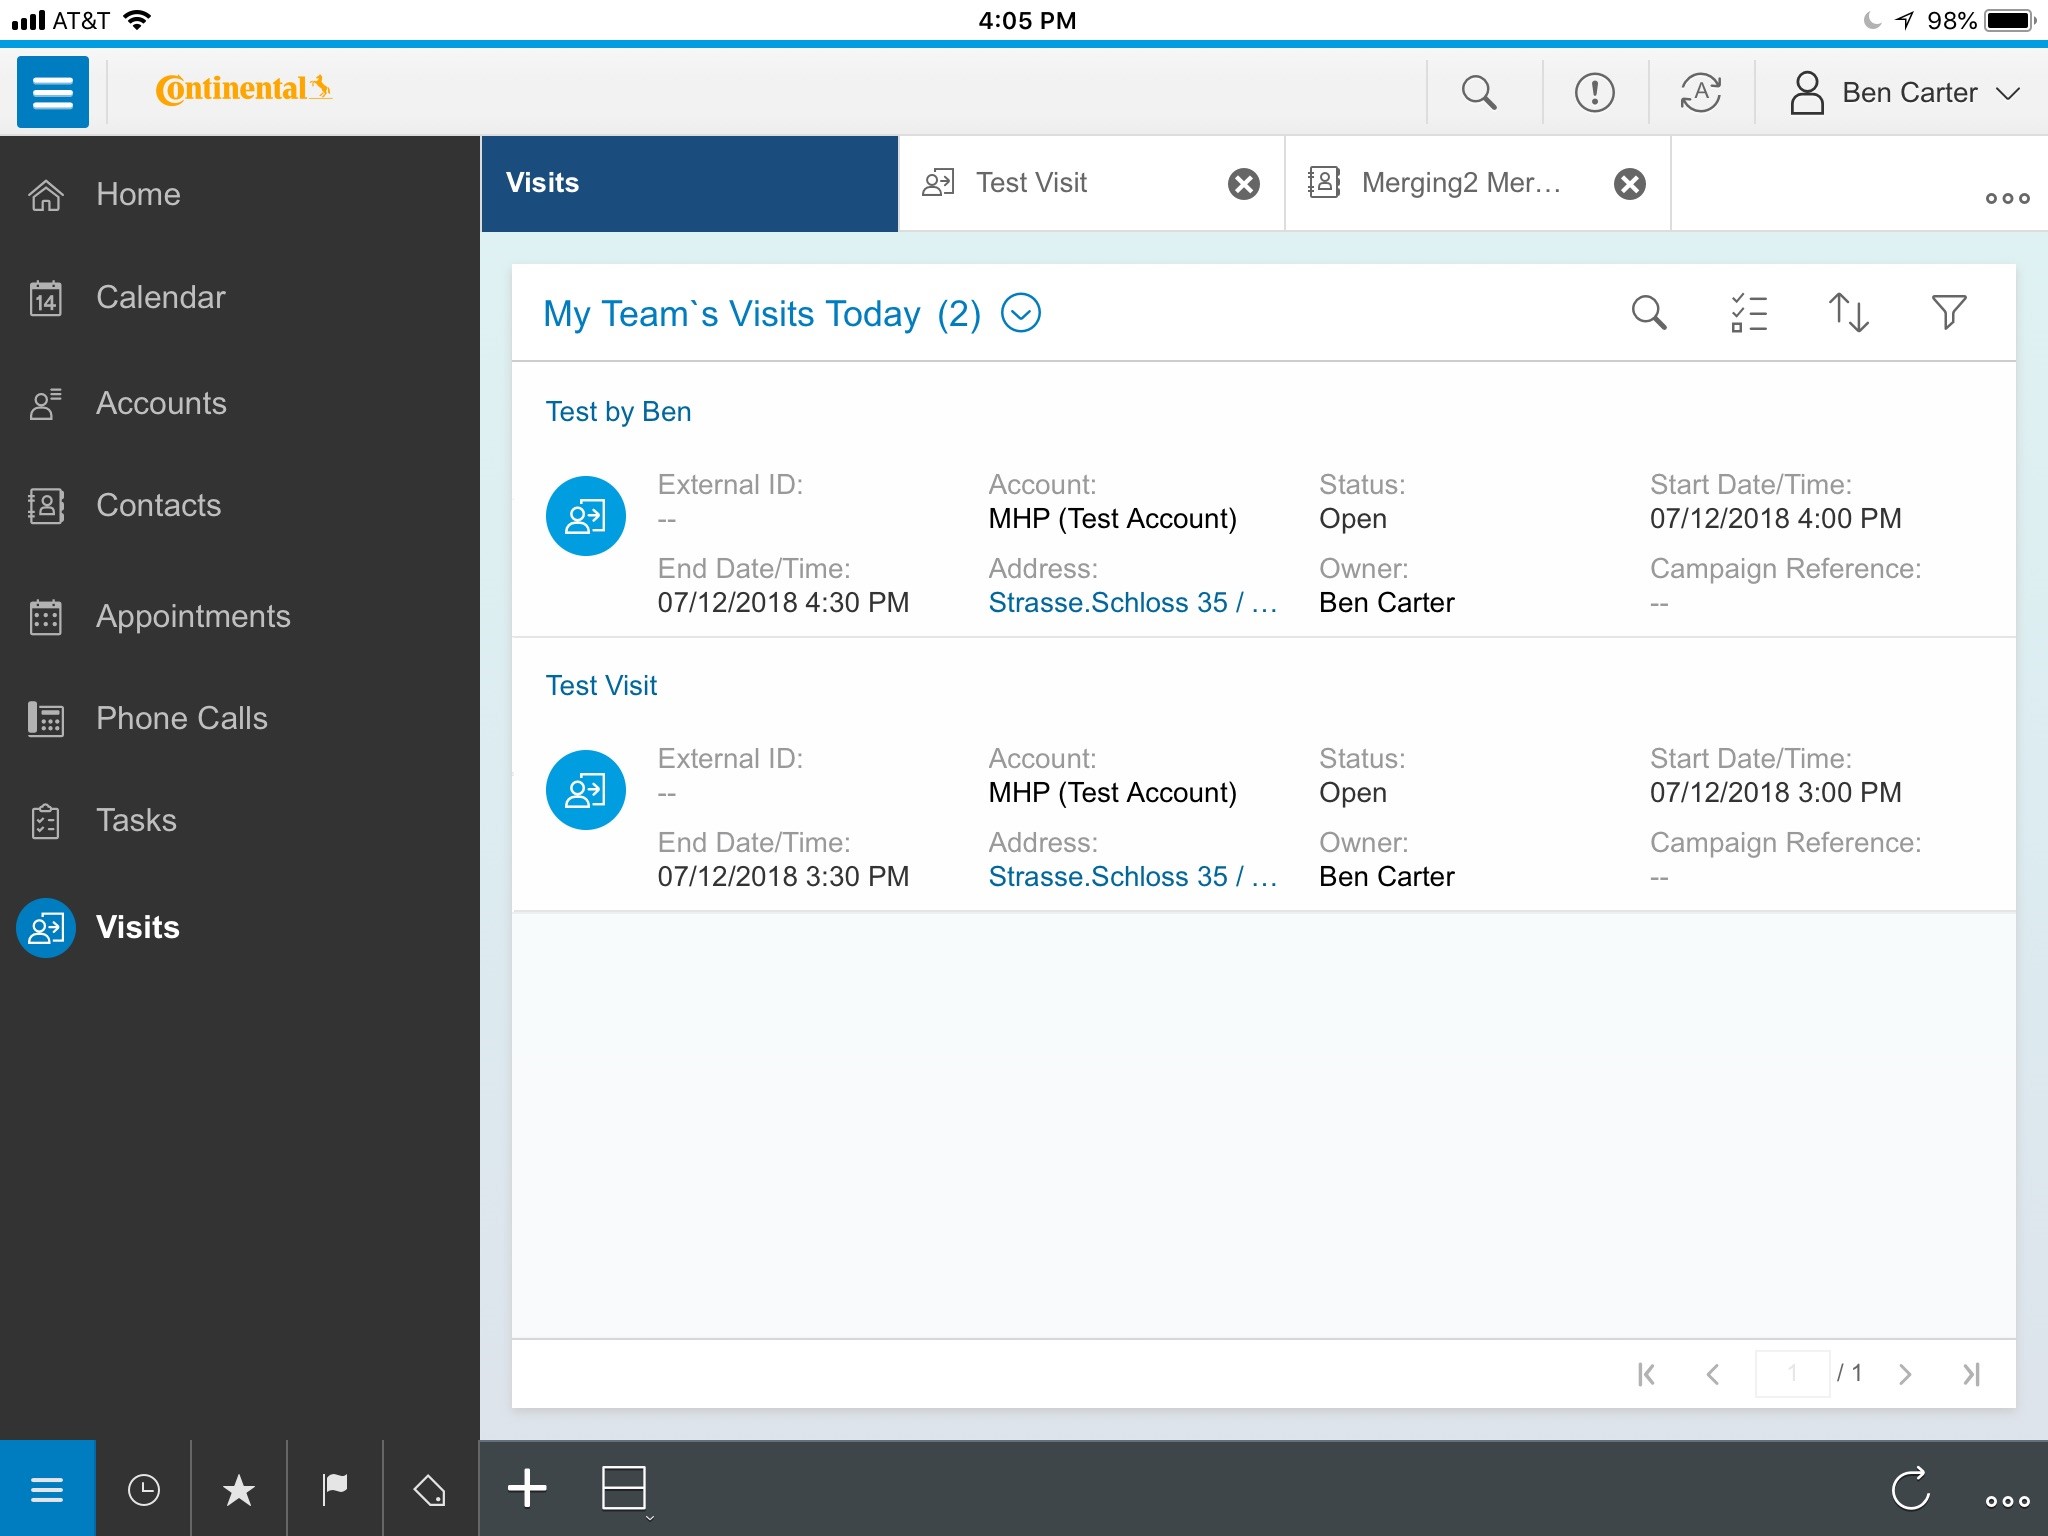 AT&T 4:05 PM 98%
Continental A Ben Carter
Home
14 Calendar
Accounts
Contacts
Appointments
Phone Calls
Tasks
Visits
Visits Test Visit Merging2 Mer...
My Team`s Visits Today (2)
Test by Ben
External ID: Account: Status: Start Date/Time:
-- MHP (Test Account) Open 07/12/2018 4:00 PM
End Date/Time: Address: Owner: Campaign Reference:
07/12/2018 4:30 PM Strasse.Schloss 35 / ... Ben Carter --
Test Visit
External ID: Account: Status: Start Date/Time:
-- MHP (Test Account) Open 07/12/2018 3:00 PM
End Date/Time: Address: Owner: Campaign Reference:
07/12/2018 3:30 PM Strasse.Schloss 35 / ... Ben Carter --
1 / 1